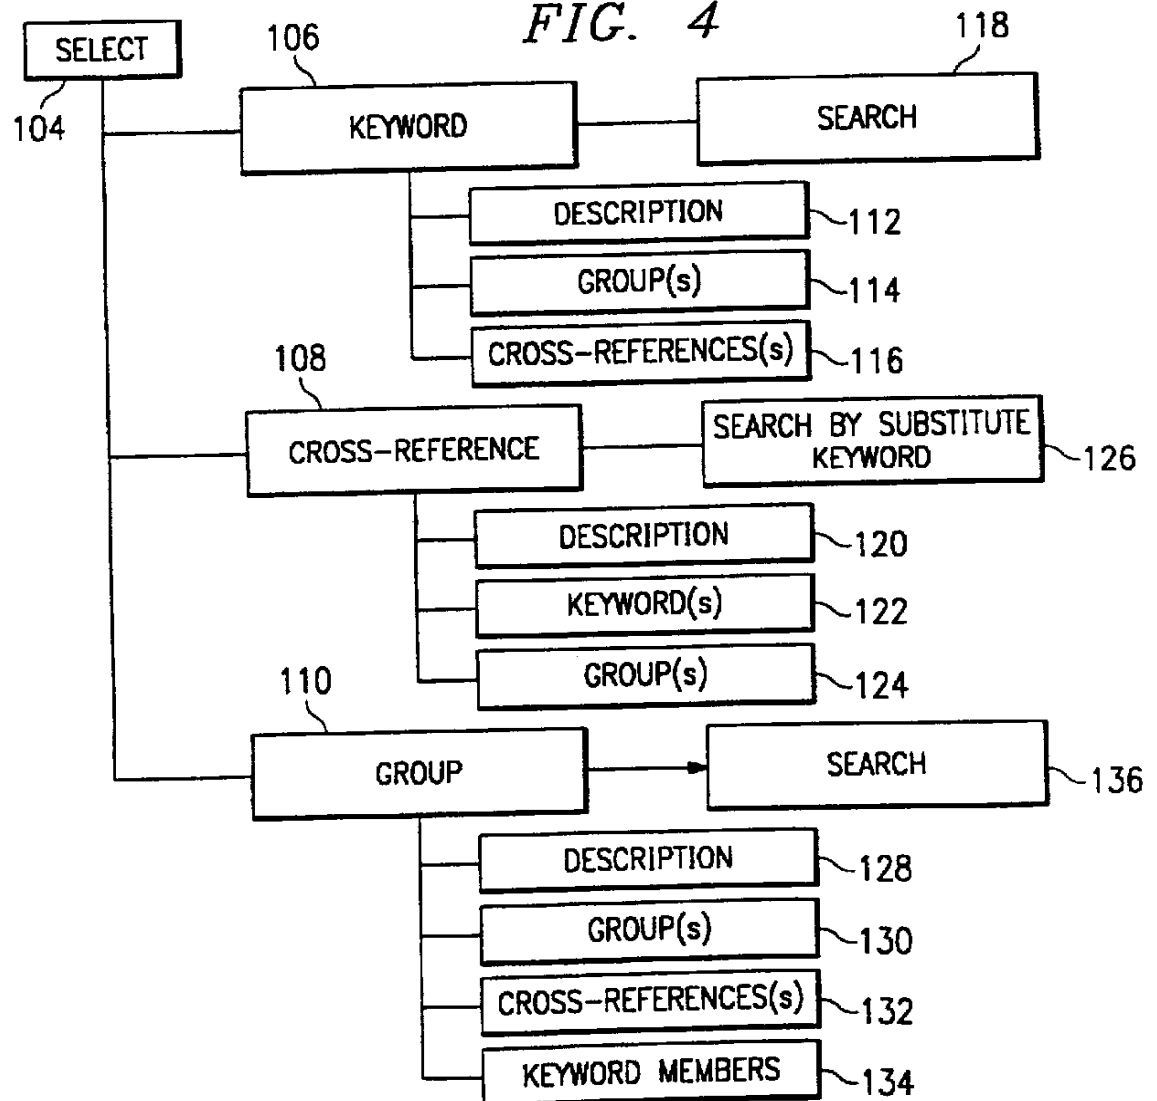 FIG. 4
SELECT
104
106
KEYWORD
118
SEARCH
DESCRIPTION
112
GROUP(s)
114
CROSS-REFERENCES(s)
116
108
CROSS-REFERENCE
SEARCH BY SUBSTITUTE
KEYWORD
126
DESCRIPTION
120
KEYWORD(s)
122
GROUP(s)
124
110
GROUP
SEARCH
136
DESCRIPTION
128
GROUP(s)
130
CROSS-REFERENCES(s)
132
KEYWORD MEMBERS
134